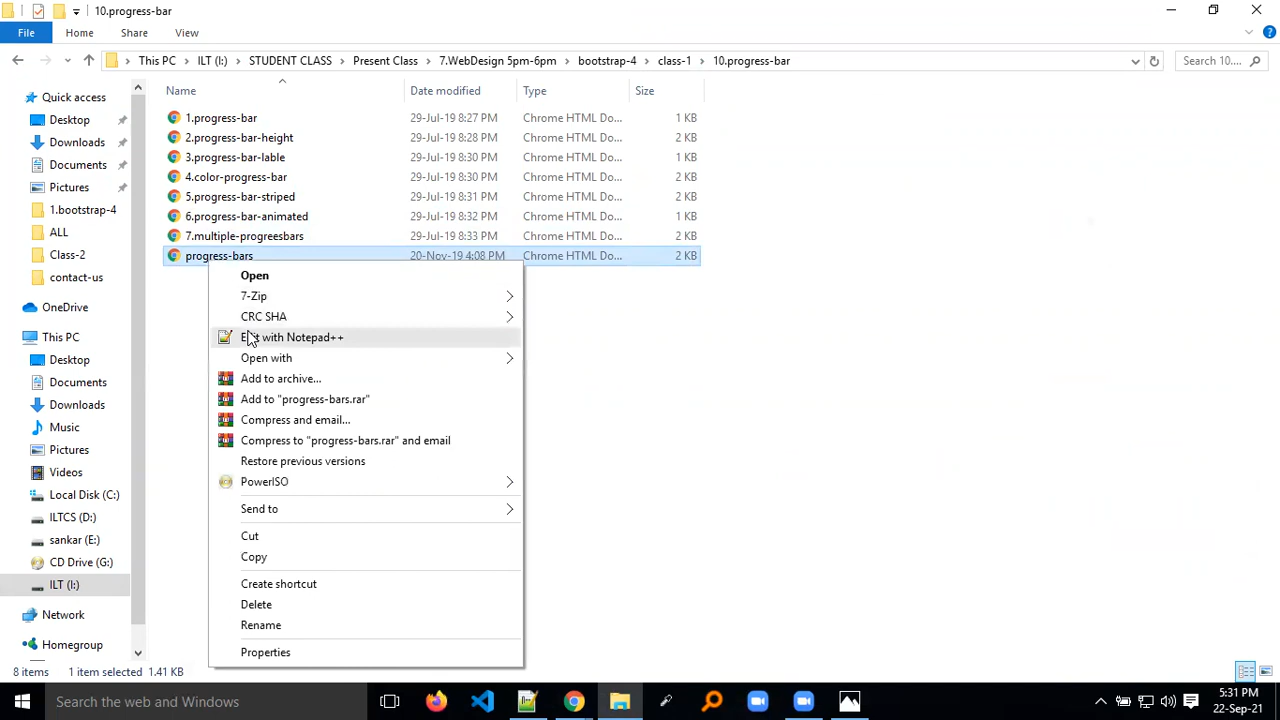 10.progress-bar
File Home Share View
This PC ILT (I:) STUDENT CLASS Present Class 7.WebDesign 5pm-6pm bootstrap-4 class-1 10.progress-bar Search 10....
Name Date modified Type Size
Quick access
Desktop
Downloads
Documents
Pictures
1.bootstrap-4
ALL
Class-2
contact-us
OneDrive
This PC
Desktop
Documents
Downloads
Music
Pictures
Videos
Local Disk (C:)
ILTCS (D:)
sankar (E:)
CD Drive (G:)
ILT (I:)
Network
Homegroup
1.progress-bar 29-Jul-19 8:27 PM Chrome HTML Do... 1 KB
2.progress-bar-height 29-Jul-19 8:28 PM Chrome HTML Do... 2 KB
3.progress-bar-lable 29-Jul-19 8:30 PM Chrome HTML Do... 2 KB
4.color-progress-bar 29-Jul-19 8:30 PM Chrome HTML Do... 2 KB
5.progress-bar-striped 29-Jul-19 8:31 PM Chrome HTML Do... 2 KB
6.progress-bar-animated 29-Jul-19 8:32 PM Chrome HTML Do... 1 KB
7.multiple-progreesbars 29-Jul-19 8:33 PM Chrome HTML Do... 2 KB
progress-bars 20-Nov-19 4:08 PM Chrome HTML Do... 2 KB
Open
7-Zip
CRC SHA
Edit with Notepad++
Open with
Add to archive...
Add to "progress-bars.rar"
Compress and email...
Compress to "progress-bars.rar" and email
Restore previous versions
PowerISO
Send to
Cut
Copy
Create shortcut
Delete
Rename
Properties
8 items 1 item selected 1.41 KB
Search the web and Windows
5:31 PM
22-Sep-21